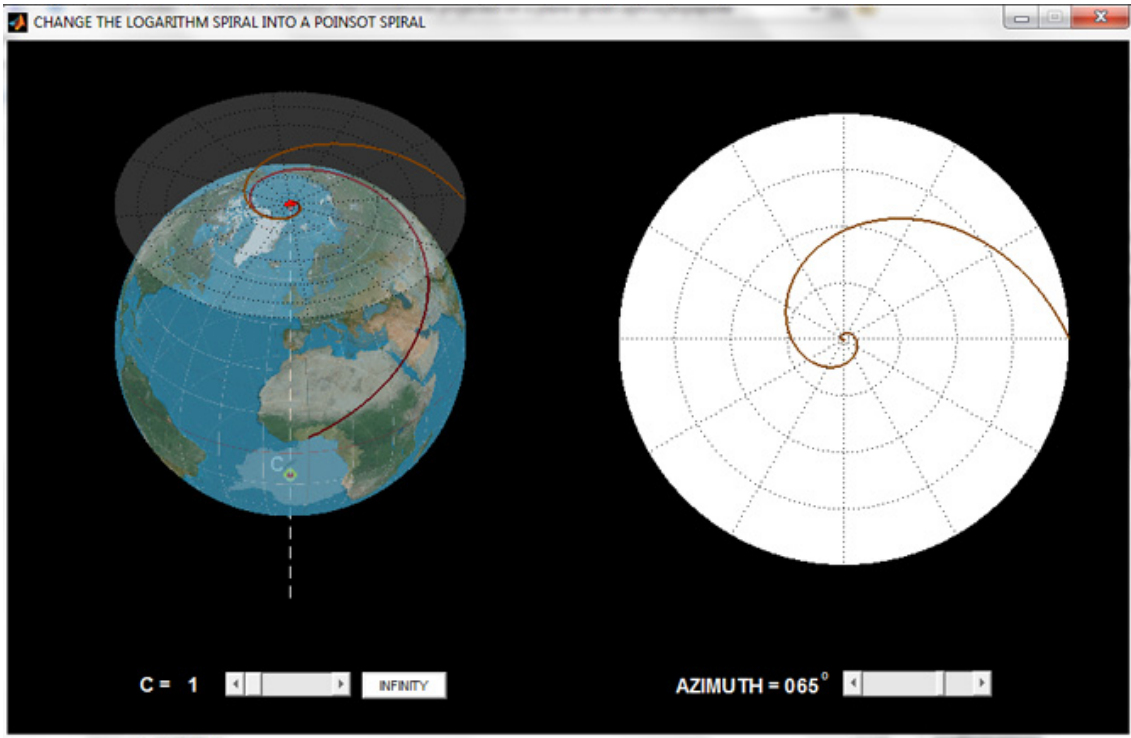 CHANGE THE LOGARITHM SPIRAL INTO A POINSOT SPIRAL
C
C = 1
INFINITY
AZIMUTH = 065°